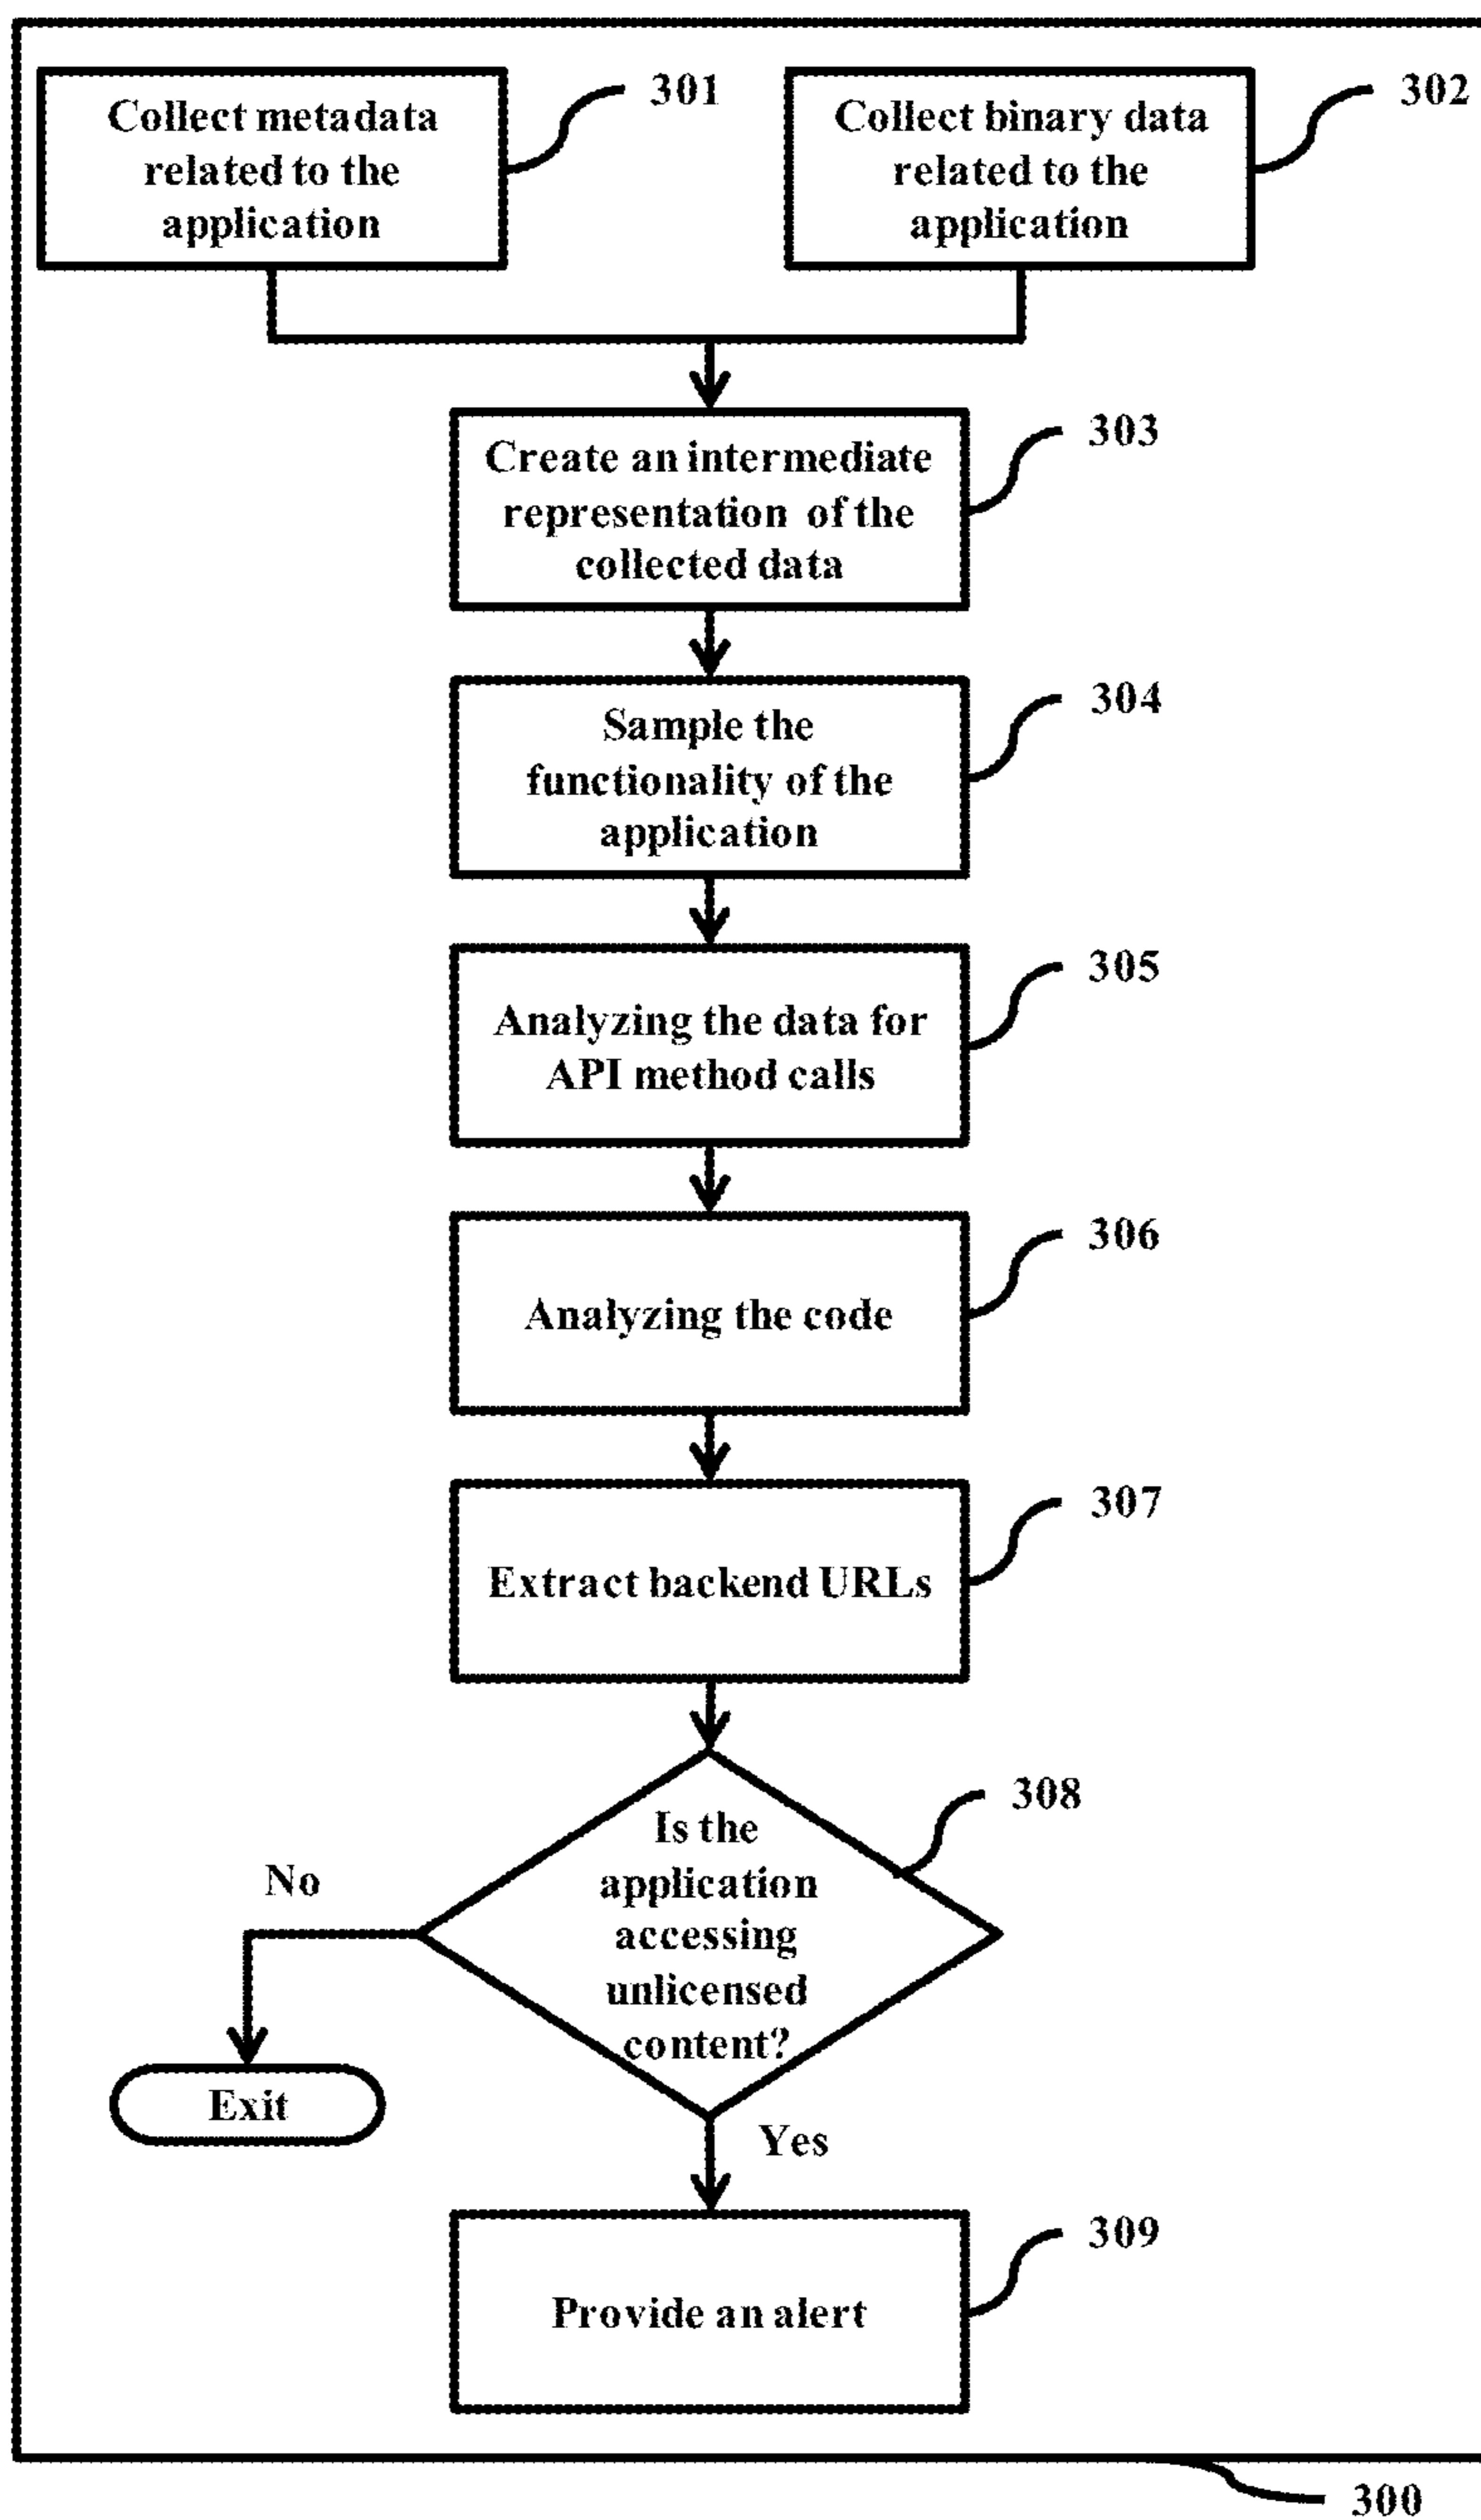 Collect metadata
related to the
application
301
Collect binary data
related to the
application
302
Create an intermediate
representation of the
collected data
303
Sample the
functionality of the
application
304
Analyzing the data for
API method calls
305
Analyzing the code
306
Extract backend URLs
307
Is the
application
accessing
unlicensed
content?
308
No
Exit
Yes
Provide an alert
309
300